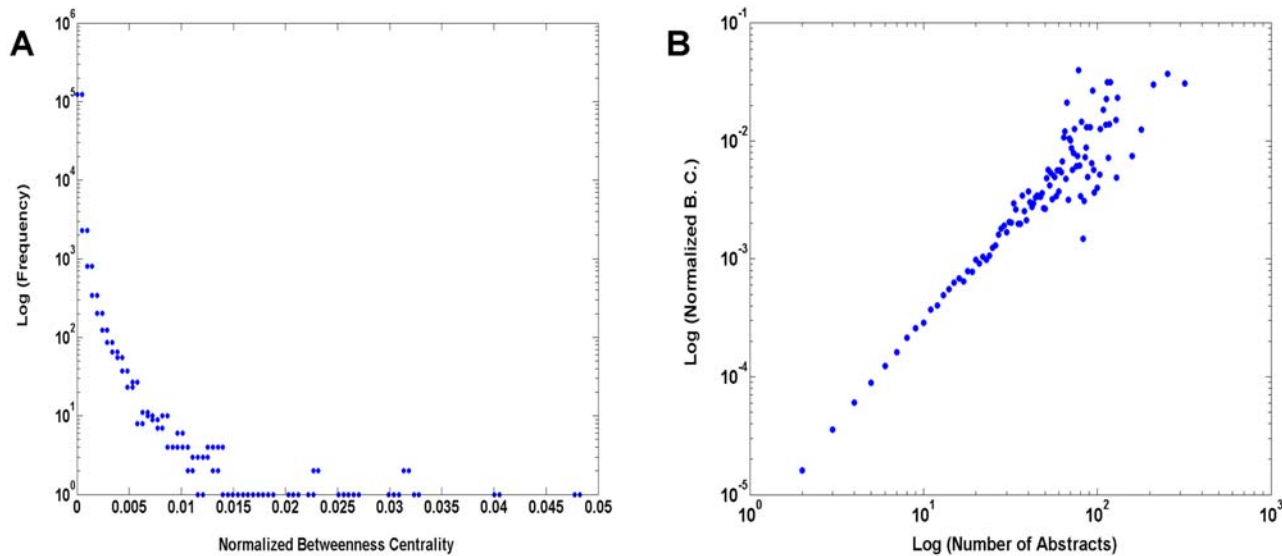 A
10^6
10^5
10^4
10^3
10^2
10^1
10^0
Log (Frequency)
0 0.005 0.01 0.015 0.02 0.025 0.03 0.035 0.04 0.045 0.05
Normalized Betweenness Centrality
B
10^-1
10^-2
10^-3
10^-4
10^-5
Log (Normalized B. C.)
10^0 10^1 10^2 10^3
Log (Number of Abstracts)